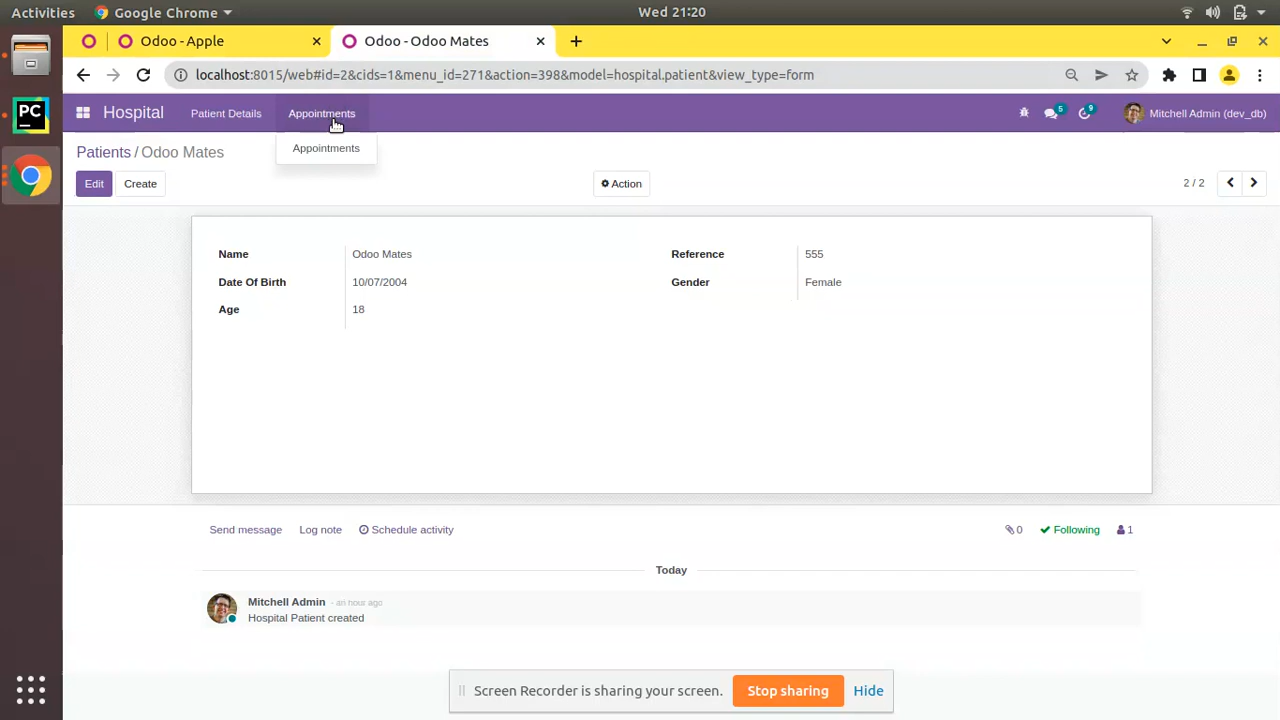 Activities Google Chrome Wed 21:20
Odoo - Apple Odoo - Odoo Mates
localhost:8015/web#id=2&cids=1&menu_id=271&action=398&model=hospital.patient&view_type=form
Hospital Patient Details Appointments 5 9 Mitchell Admin (dev_db)
Appointments
Patients / Odoo Mates
Edit Create Action 2 / 2
Name Odoo Mates Reference 555
Date Of Birth 10/07/2004 Gender Female
Age 18
Send message Log note Schedule activity 0 Following 1
Today
Mitchell Admin - an hour ago
Hospital Patient created
Screen Recorder is sharing your screen. Stop sharing Hide
PC